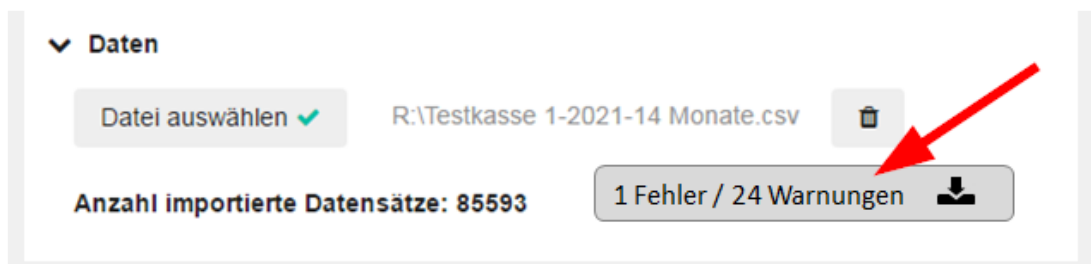 Daten
Datei auswählen R:\Testkasse 1-2021-14 Monate.csv
Anzahl importierte Datensätze: 85593 1 Fehler / 24 Warnungen